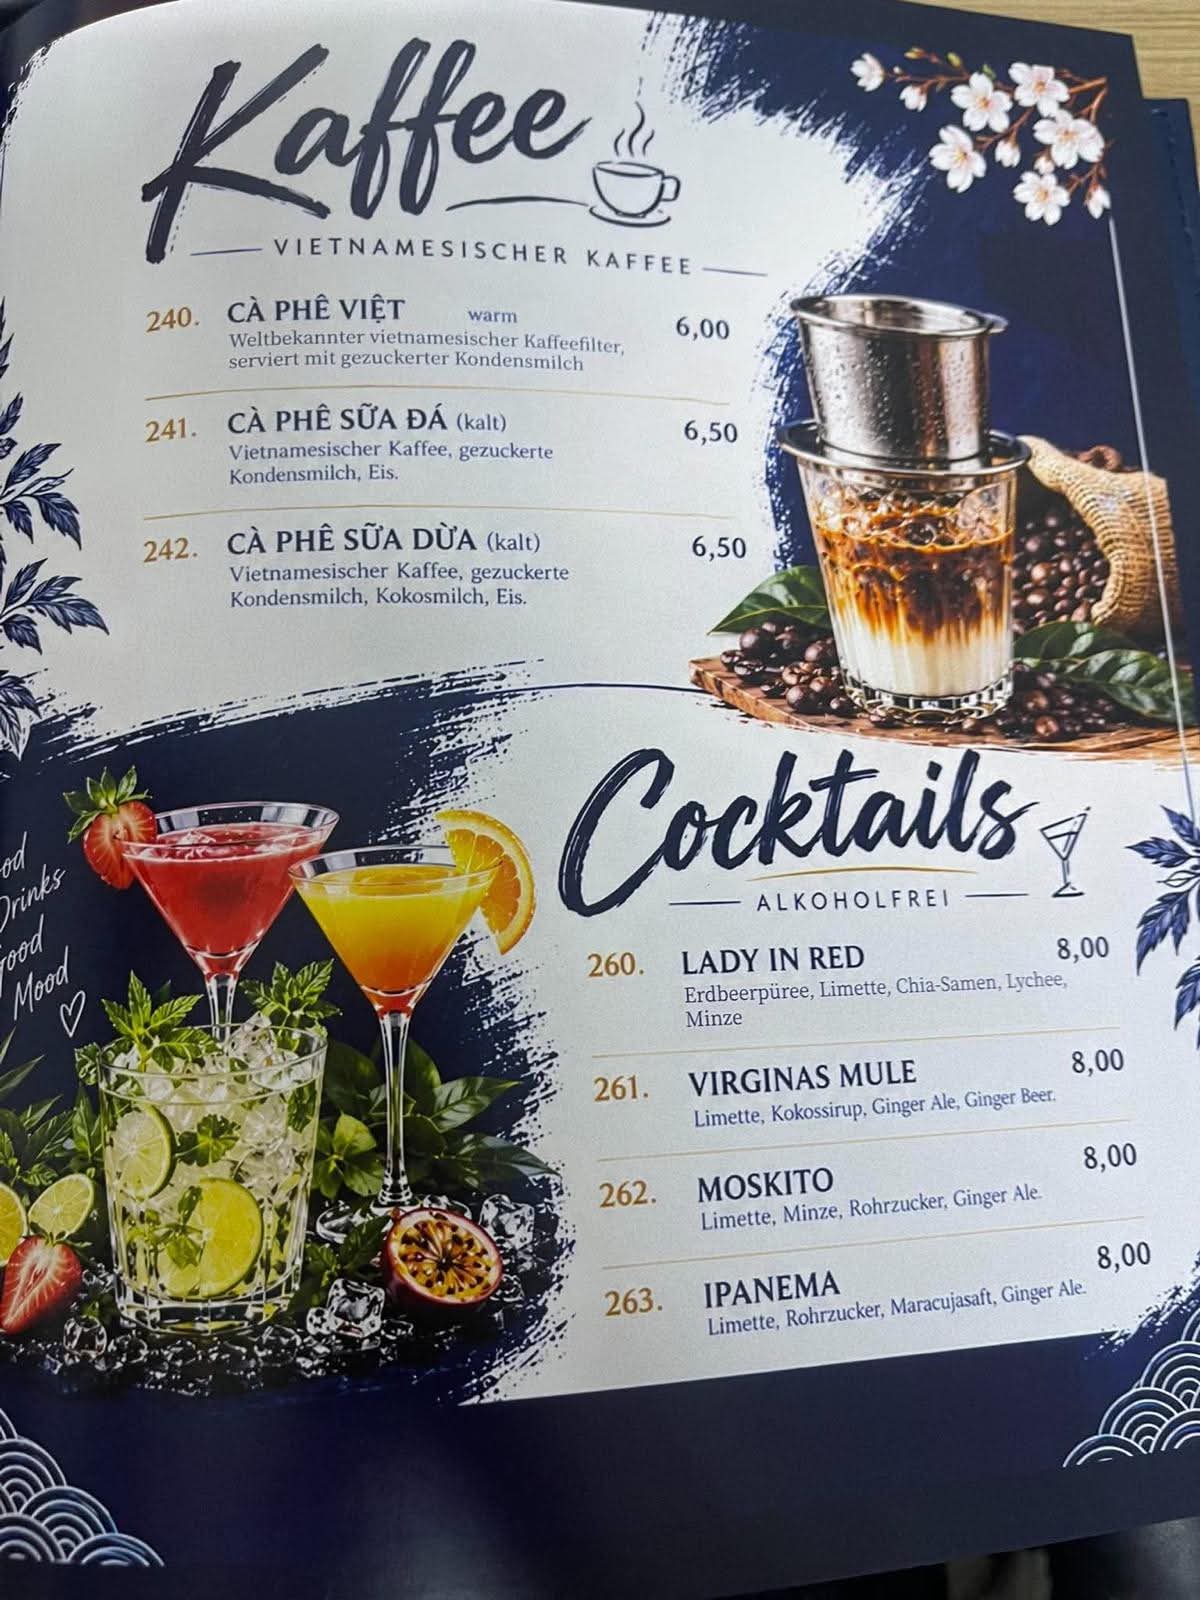 Kaffee
VIETNAMESISCHER KAFFEE
240. CÀ PHÊ VIỆT warm 6,00
Weltbekannter vietnamesischer Kaffeefilter,
serviert mit gezuckerter Kondensmilch
241. CÀ PHÊ SỮA ĐÁ (kalt) 6,50
Vietnamesischer Kaffee, gezuckerte
Kondensmilch, Eis.
242. CÀ PHÊ SỮA DỪA (kalt) 6,50
Vietnamesischer Kaffee, gezuckerte
Kondensmilch, Kokosmilch, Eis.
Drinks
Mood
Cocktails
ALKOHOLFREI
260. LADY IN RED 8,00
Erdbeerpüree, Limette, Chia-Samen, Lychee,
Minze
261. VIRGINAS MULE 8,00
Limette, Kokossirup, Ginger Ale, Ginger Beer.
262. MOSKITO 8,00
Limette, Minze, Rohrzucker, Ginger Ale.
263. IPANEMA 8,00
Limette, Rohrzucker, Maracujasaft, Ginger Ale.